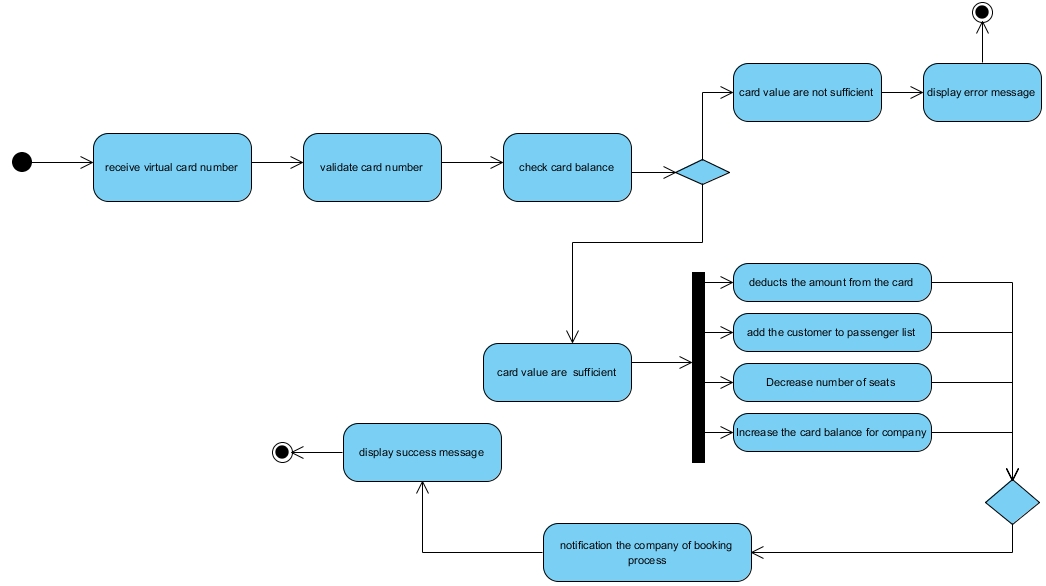 receive virtual card number
validate card number
check card balance
card value are not sufficient
display error message
card value are  sufficient
deducts the amount from the card
add the customer to passenger list
Decrease number of seats
Increase the card balance for company
notification the company of booking
process
display success message